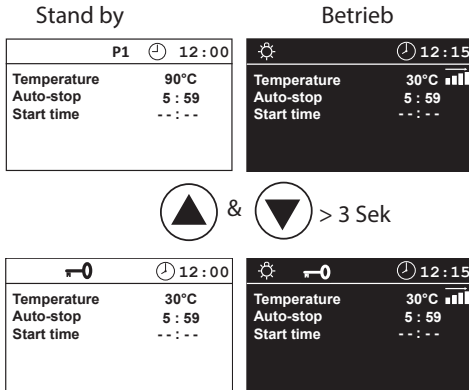 Stand by Betrieb
P1 12:00 12:15
Temperature 90°C Temperature 30°C
Auto-stop 5 : 59 Auto-stop 5 : 59
Start time - - : - - Start time - - : - -
& > 3 Sek
12:00 12:15
Temperature 30°C Temperature 30°C
Auto-stop 5 : 59 Auto-stop 5 : 59
Start time - - : - - Start time - - : - -